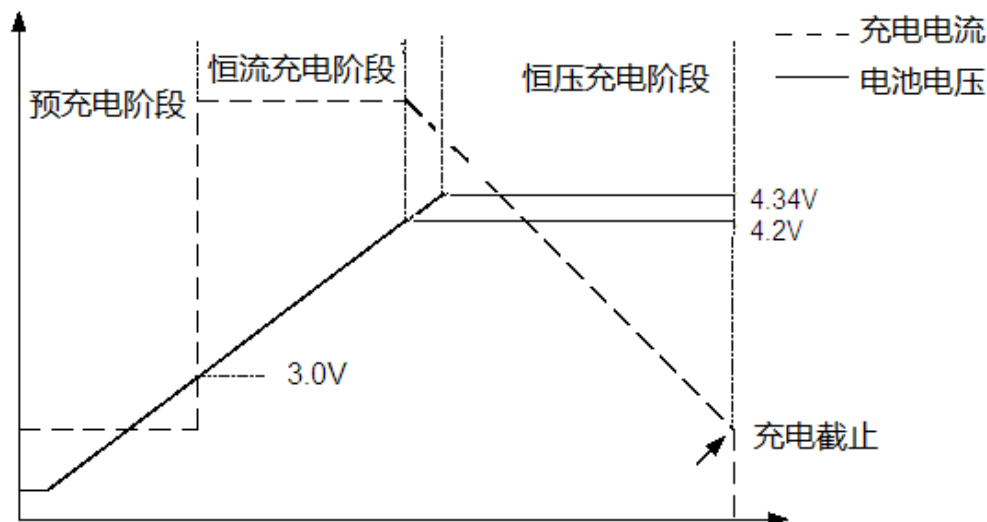 充电电流
恒流充电阶段
恒压充电阶段
电池电压
预充电阶段
4.34V
4.2V
3.0V
充电截止